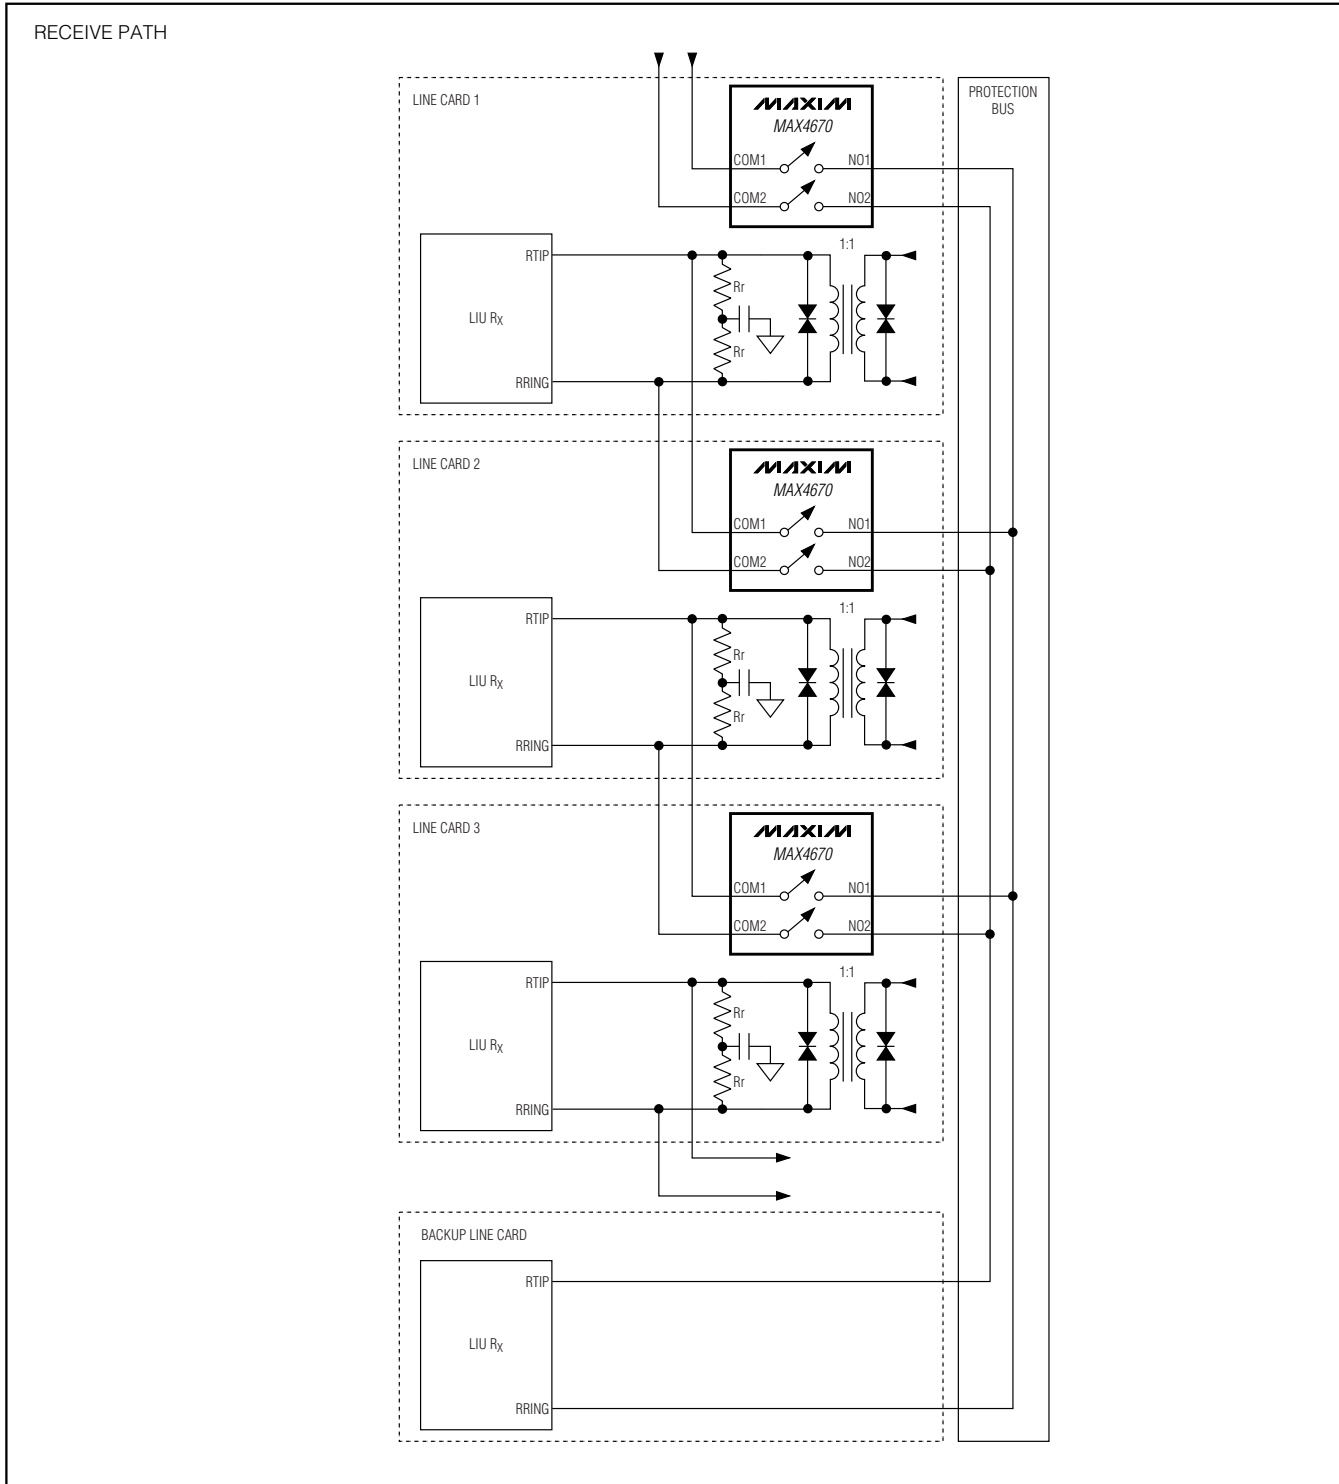 RECEIVE PATH
LINE CARD 1
MAXIM
MAX4670
COM1
NO1
COM2
NO2
PROTECTION
BUS
1:1
RTIP
Rr
LIU RX
Rr
RRING
LINE CARD 2
MAXIM
MAX4670
COM1
NO1
COM2
NO2
1:1
RTIP
Rr
LIU RX
Rr
RRING
LINE CARD 3
MAXIM
MAX4670
COM1
NO1
COM2
NO2
1:1
RTIP
Rr
LIU RX
Rr
RRING
BACKUP LINE CARD
RTIP
LIU RX
RRING